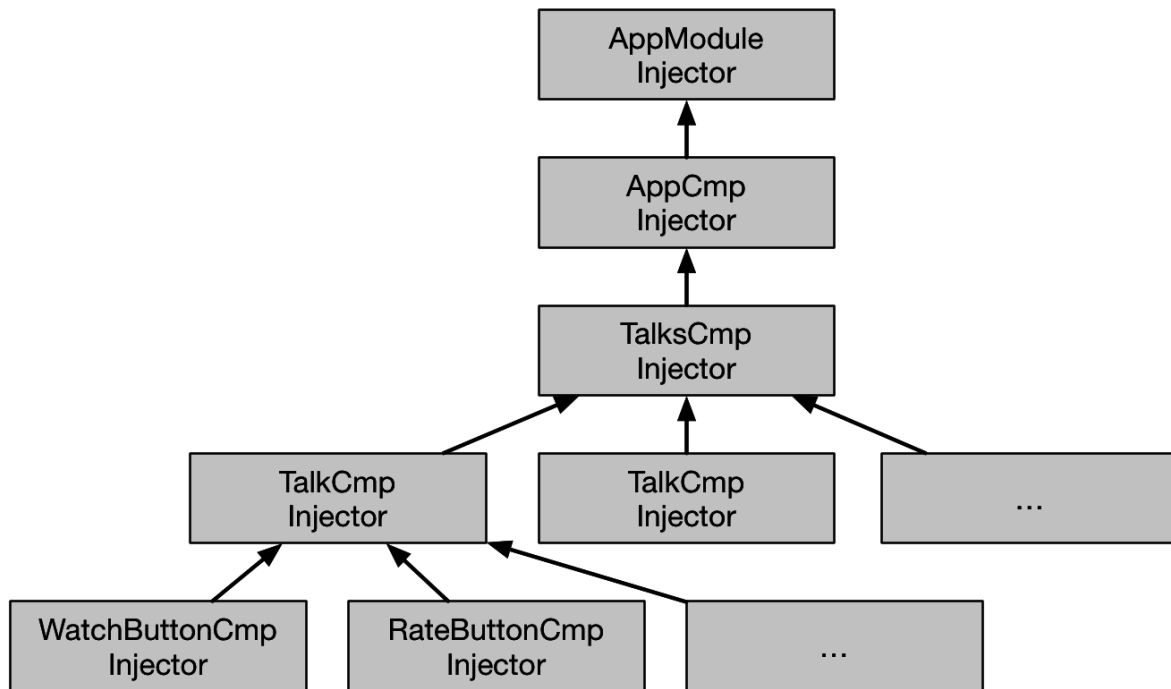 AppModule
Injector
AppCmp
Injector
TalksCmp
Injector
TalkCmp
Injector
TalkCmp
Injector
...
WatchButtonCmp
Injector
RateButtonCmp
Injector
...